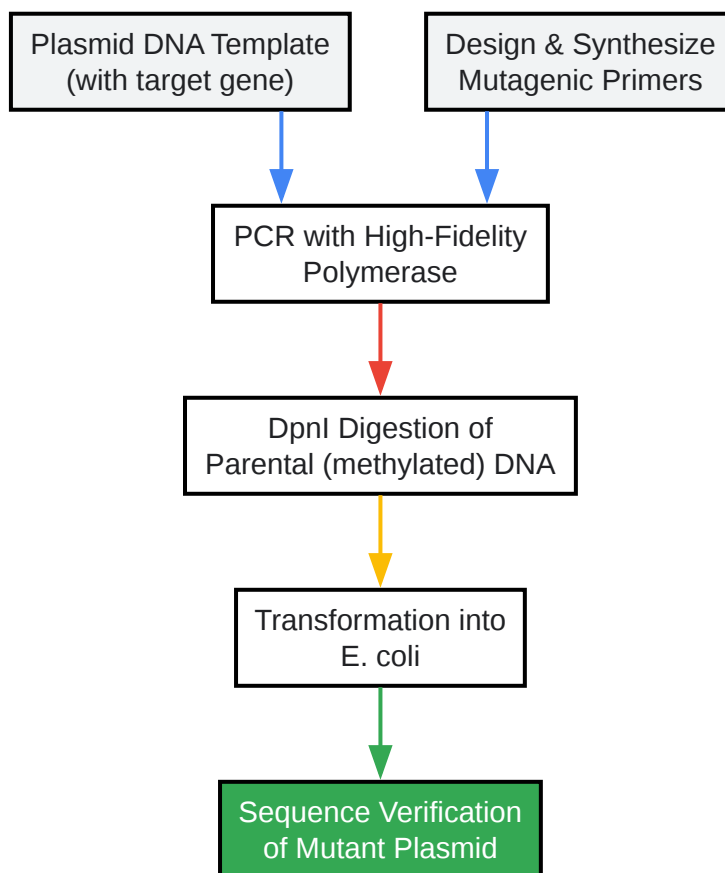 Plasmid DNA Template
(with target gene)
Design & Synthesize
Mutagenic Primers
PCR with High-Fidelity
Polymerase
DpnI Digestion of
Parental (methylated) DNA
Transformation into
E. coli
Sequence Verification
of Mutant Plasmid